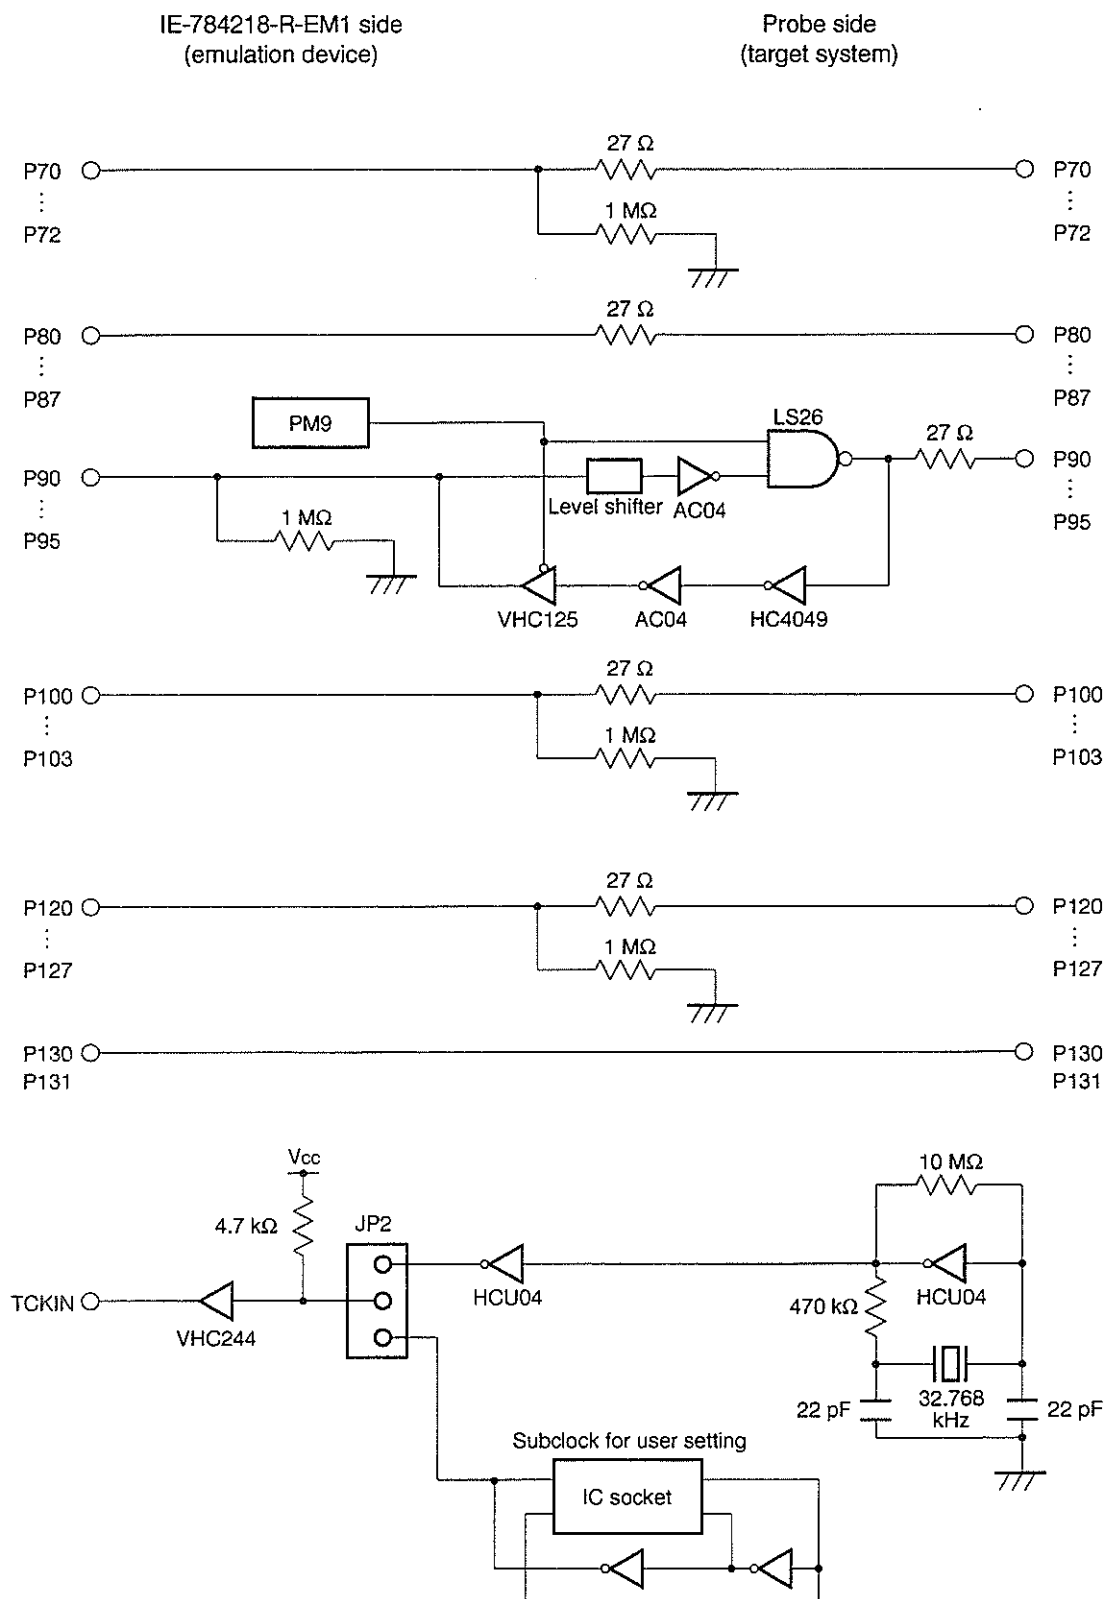 IE-784218-R-EM1 side
(emulation device)
Probe side
(target system)
27 Ω
P70
P70
1 MΩ
P72
P72
27 Ω
P80
P80
P87
P87
PM9
LS26
27 Ω
P90
P90
Level shifter
AC04
1 MΩ
P95
P95
VHC125
AC04
HC4049
27 Ω
P100
P100
1 MΩ
P103
P103
27 Ω
P120
P120
1 MΩ
P127
P127
P130
P130
P131
P131
Vcc
10 MΩ
4.7 kΩ
JP2
TCKIN
VHC244
HCU04
470 kΩ
HCU04
22 pF
32.768
kHz
22 pF
Subclock for user setting
IC socket